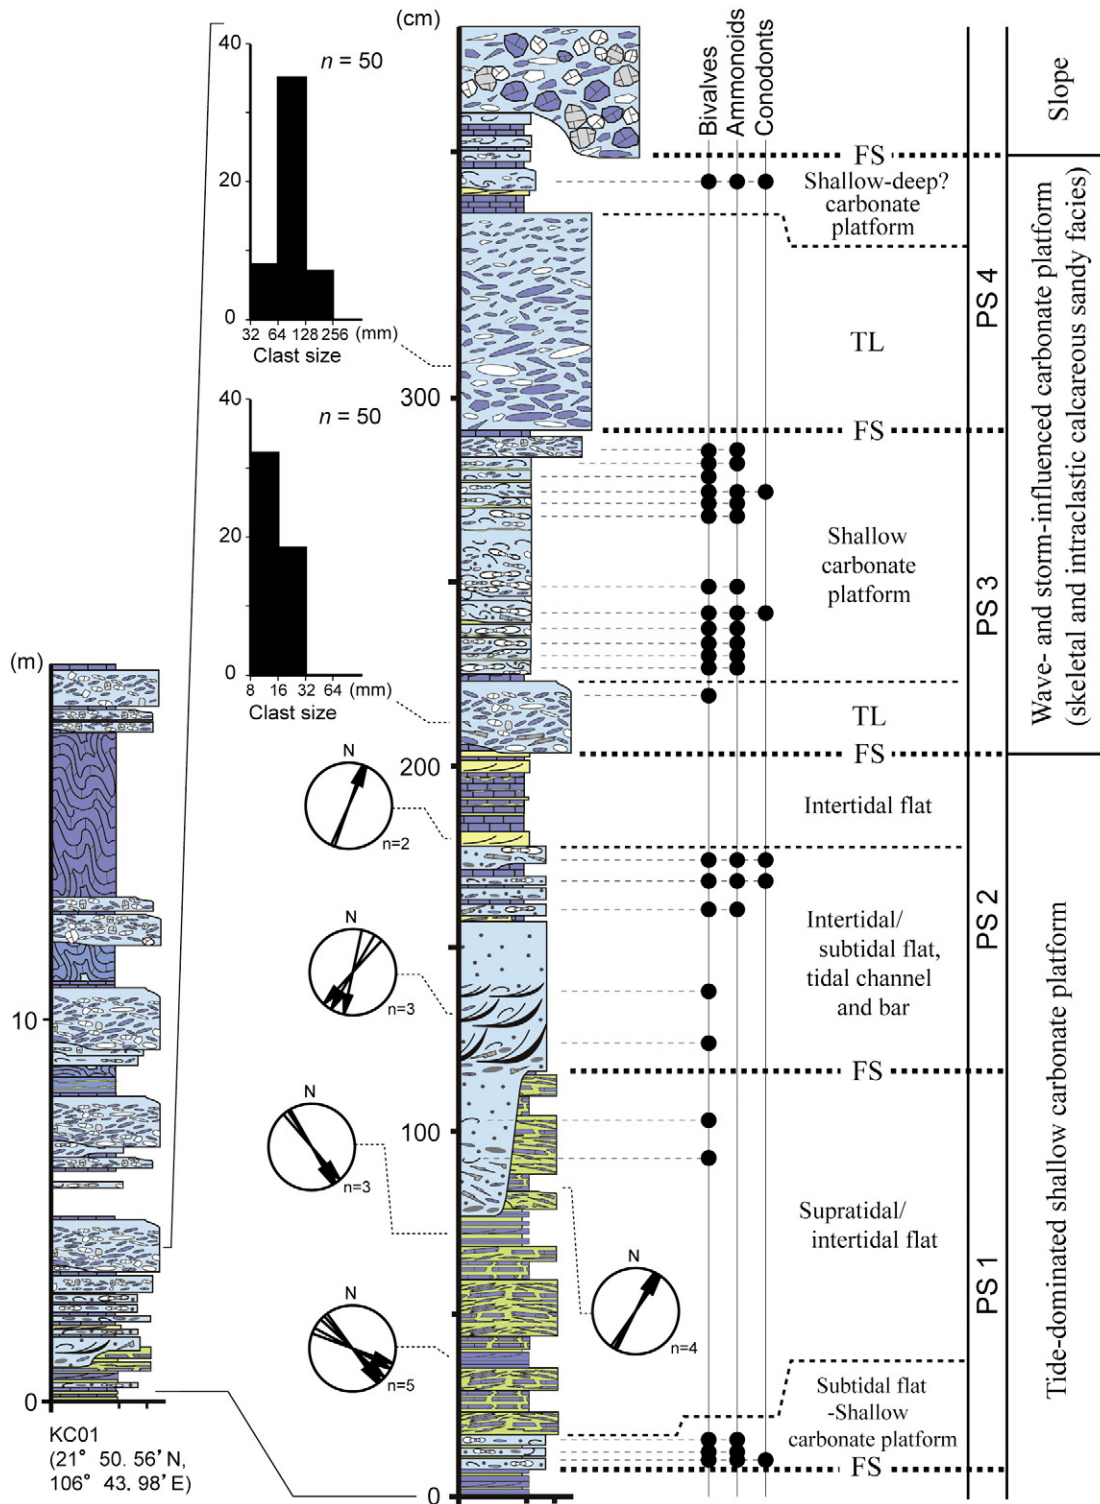 (cm)
40
n = 50
20
0
32 64 128 256 (mm)
Clast size
40
n = 50
20
0
8 16 32 64 (mm)
Clast size
(m)
10
0
KC01
(21° 50. 56' N,
106° 43. 98' E)
N
n=2
N
n=3
N
n=3
N
n=5
N
n=4
300
200
100
0
Bivalves
Ammonoids
Conodonts
FS
Shallow-deep?
carbonate
platform
TL
FS
Shallow
carbonate
platform
TL
FS
Intertidal flat
Intertidal/
subtidal flat,
tidal channel
and bar
FS
Supratidal/
intertidal flat
Subtidal flat
-Shallow
carbonate platform
FS
PS 4
PS 3
PS 2
PS 1
Slope
Wave- and storm-influenced carbonate platform
(skeletal and intraclastic calcareous sandy facies)
Tide-dominated shallow carbonate platform